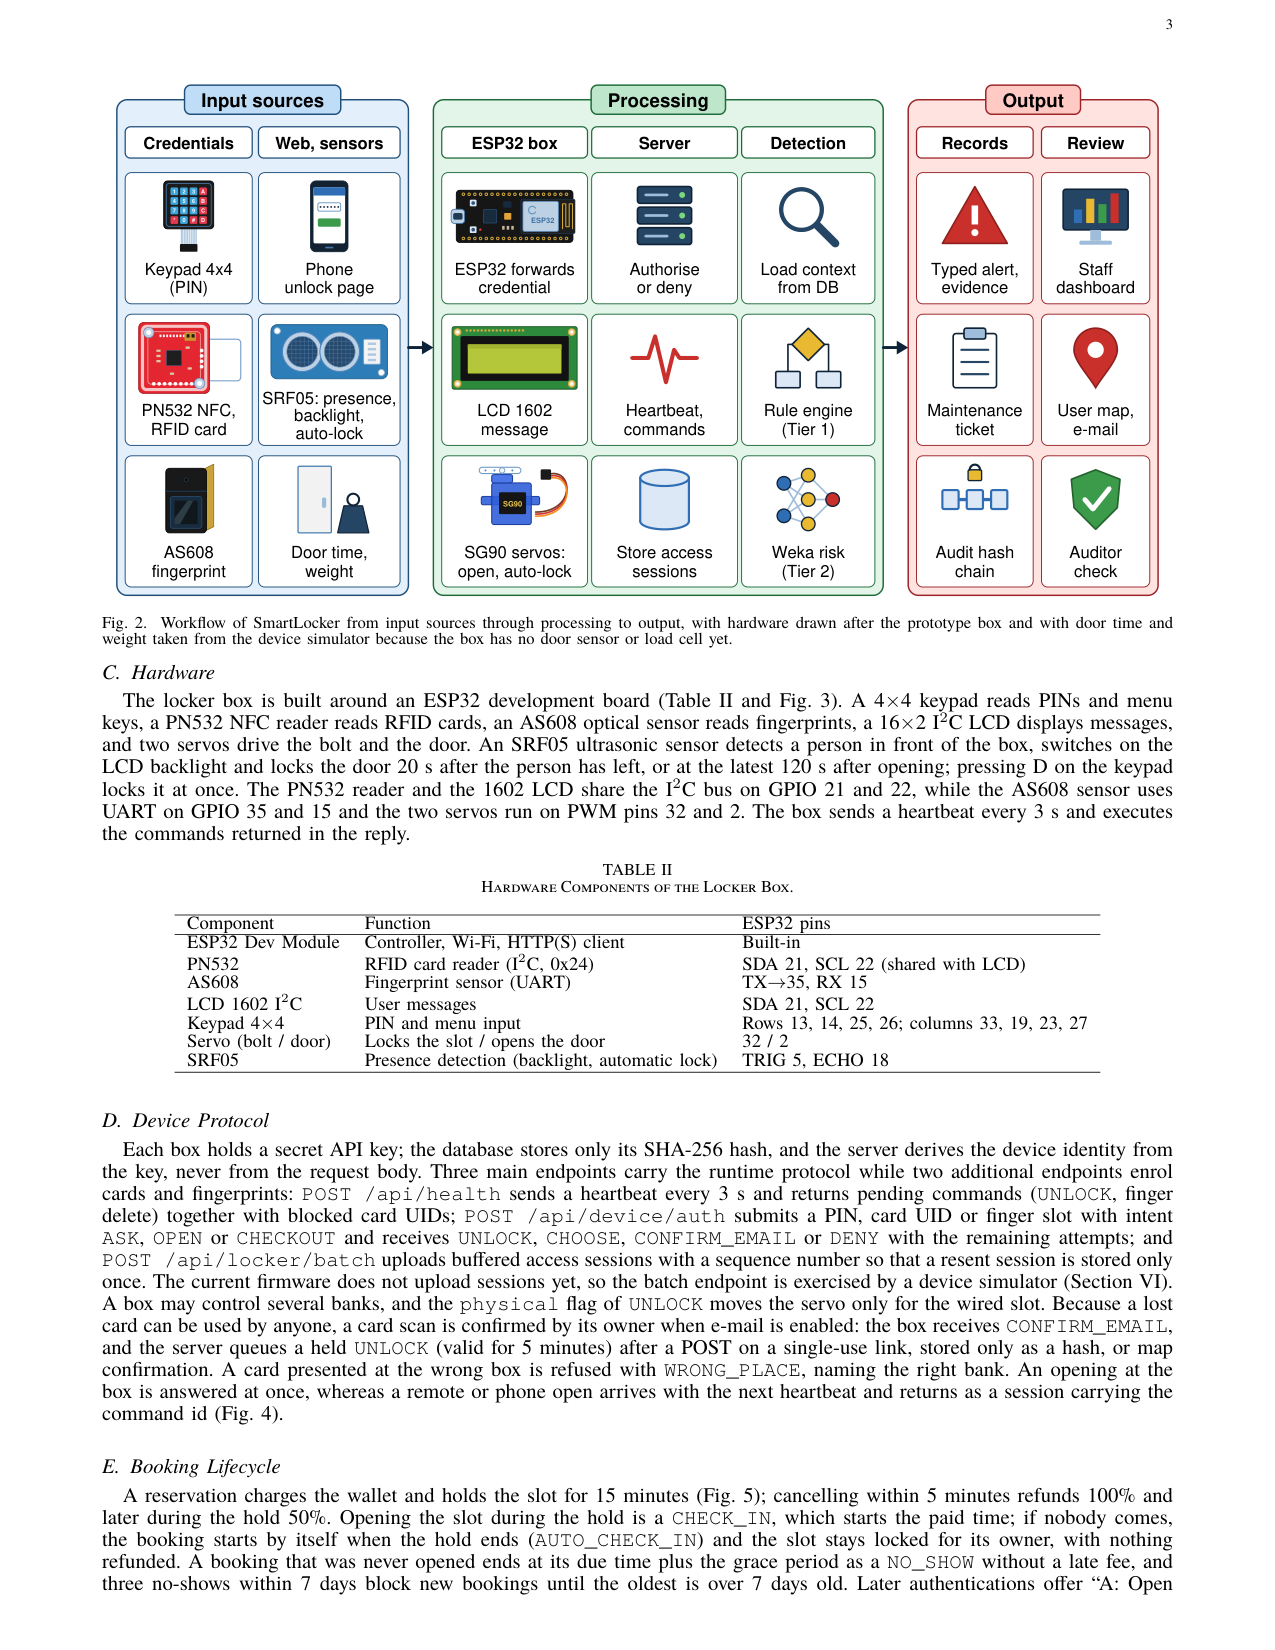 3
Input sources
Processing
Output
Credentials
Web, sensors
ESP32 box
Server
Detection
Records
Review
1 2 3 A
4 5 6 B
7 8 9 C
* 0 # D
ESP32
Keypad 4x4
(PIN)
Phone
unlock page
ESP32 forwards
credential
Authorise
or deny
Load context
from DB
Typed alert,
evidence
Staff
dashboard
PN532 NFC,
RFID card
SRF05: presence,
backlight,
auto-lock
LCD 1602
message
Heartbeat,
commands
Rule engine
(Tier 1)
Maintenance
ticket
User map,
e-mail
SG90
AS608
fingerprint
Door time,
weight
SG90 servos:
open, auto-lock
Store access
sessions
Weka risk
(Tier 2)
Audit hash
chain
Auditor
check
Fig. 2. Workflow of SmartLocker from input sources through processing to output, with hardware drawn after the prototype box and with door time and
weight taken from the device simulator because the box has no door sensor or load cell yet.
C. Hardware
The locker box is built around an ESP32 development board (Table II and Fig. 3). A 4×4 keypad reads PINs and menu
keys, a PN532 NFC reader reads RFID cards, an AS608 optical sensor reads fingerprints, a 16×2 I²C LCD displays messages,
and two servos drive the bolt and the door. An SRF05 ultrasonic sensor detects a person in front of the box, switches on the
LCD backlight and locks the door 20 s after the person has left, or at the latest 120 s after opening; pressing D on the keypad
locks it at once. The PN532 reader and the 1602 LCD share the I²C bus on GPIO 21 and 22, while the AS608 sensor uses
UART on GPIO 35 and 15 and the two servos run on PWM pins 32 and 2. The box sends a heartbeat every 3 s and executes
the commands returned in the reply.
TABLE II
Hardware Components of the Locker Box.
Component Function ESP32 pins
ESP32 Dev Module Controller, Wi-Fi, HTTP(S) client Built-in
PN532 RFID card reader (I²C, 0x24) SDA 21, SCL 22 (shared with LCD)
AS608 Fingerprint sensor (UART) TX→35, RX 15
LCD 1602 I²C User messages SDA 21, SCL 22
Keypad 4×4 PIN and menu input Rows 13, 14, 25, 26; columns 33, 19, 23, 27
Servo (bolt / door) Locks the slot / opens the door 32 / 2
SRF05 Presence detection (backlight, automatic lock) TRIG 5, ECHO 18
D. Device Protocol
Each box holds a secret API key; the database stores only its SHA-256 hash, and the server derives the device identity from
the key, never from the request body. Three main endpoints carry the runtime protocol while two additional endpoints enrol
cards and fingerprints: POST /api/health sends a heartbeat every 3 s and returns pending commands (UNLOCK, finger
delete) together with blocked card UIDs; POST /api/device/auth submits a PIN, card UID or finger slot with intent
ASK, OPEN or CHECKOUT and receives UNLOCK, CHOOSE, CONFIRM_EMAIL or DENY with the remaining attempts; and
POST /api/locker/batch uploads buffered access sessions with a sequence number so that a resent session is stored only
once. The current firmware does not upload sessions yet, so the batch endpoint is exercised by a device simulator (Section VI).
A box may control several banks, and the physical flag of UNLOCK moves the servo only for the wired slot. Because a lost
card can be used by anyone, a card scan is confirmed by its owner when e-mail is enabled: the box receives CONFIRM_EMAIL,
and the server queues a held UNLOCK (valid for 5 minutes) after a POST on a single-use link, stored only as a hash, or map
confirmation. A card presented at the wrong box is refused with WRONG_PLACE, naming the right bank. An opening at the
box is answered at once, whereas a remote or phone open arrives with the next heartbeat and returns as a session carrying the
command id (Fig. 4).
E. Booking Lifecycle
A reservation charges the wallet and holds the slot for 15 minutes (Fig. 5); cancelling within 5 minutes refunds 100% and
later during the hold 50%. Opening the slot during the hold is a CHECK_IN, which starts the paid time; if nobody comes,
the booking starts by itself when the hold ends (AUTO_CHECK_IN) and the slot stays locked for its owner, with nothing
refunded. A booking that was never opened ends at its due time plus the grace period as a NO_SHOW without a late fee, and
three no-shows within 7 days block new bookings until the oldest is over 7 days old. Later authentications offer “A: Open